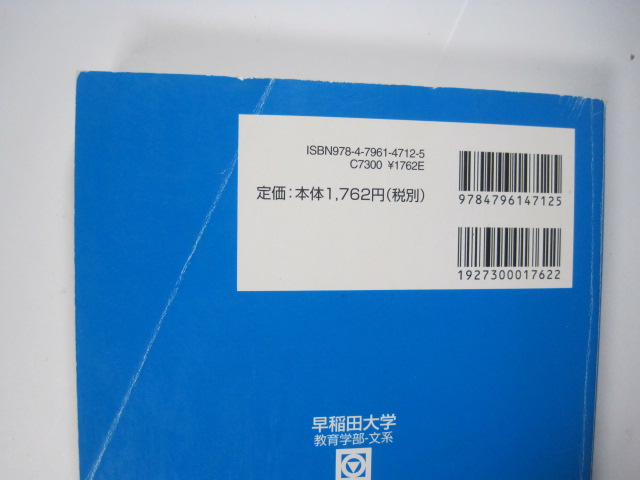 ISBN978-4-7961-4712-5
C7300 ¥1762E
定価：本体1,762円（税別）
9784796147125
1927300017622
早稲田大学
教育学部-文系